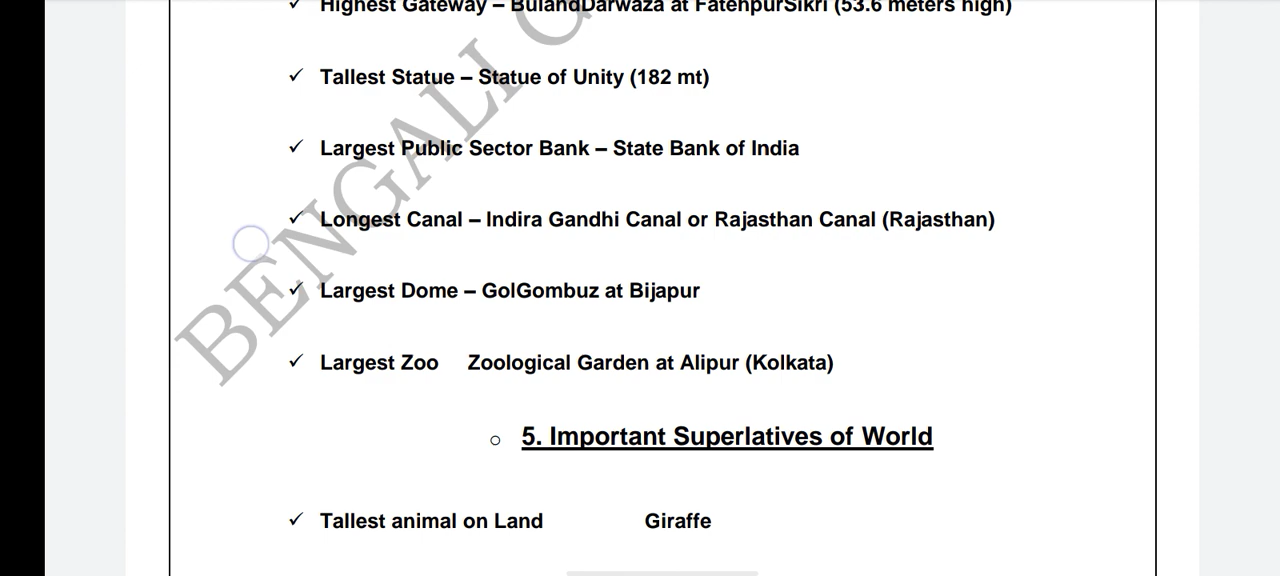 ✓ Highest Gateway – BulandDarwaza at FatehpurSikri (53.6 meters high)
✓ Tallest Statue – Statue of Unity (182 mt)
✓ Largest Public Sector Bank – State Bank of India
✓ Longest Canal – Indira Gandhi Canal or Rajasthan Canal (Rajasthan)
✓ Largest Dome – GolGombuz at Bijapur
✓ Largest Zoo Zoological Garden at Alipur (Kolkata)
○ 5. Important Superlatives of World
✓ Tallest animal on Land Giraffe
BENGALI